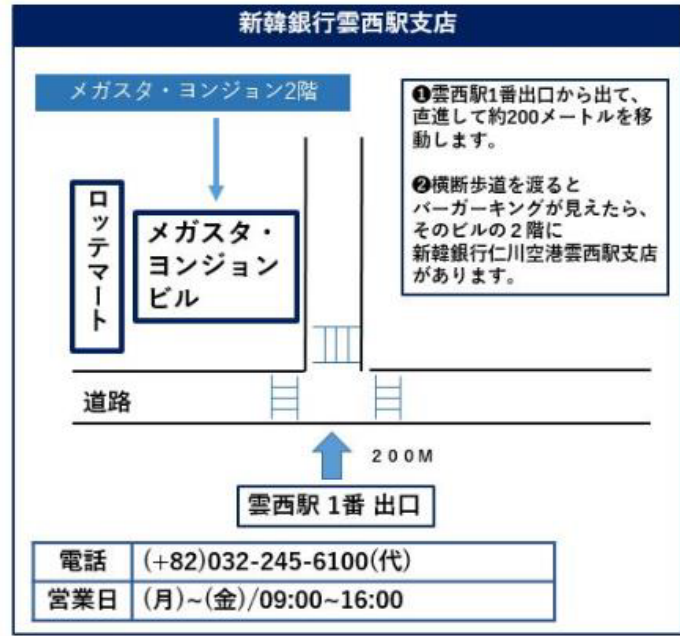 新韓銀行雲西駅支店
メガスタ・ヨンジョン2階
❶雲西駅1番出口から出て、
直進して約200メートルを移
動します。
❷横断歩道を渡ると
バーガーキングが見えたら、
そのビルの２階に
新韓銀行仁川空港雲西駅支店
があります。
ロッテマート
メガスタ・
ヨンジョン
ビル
道路
２００M
雲西駅 1番 出口
電話 (+82)032-245-6100(代)
営業日 (月)~(金)/09:00~16:00